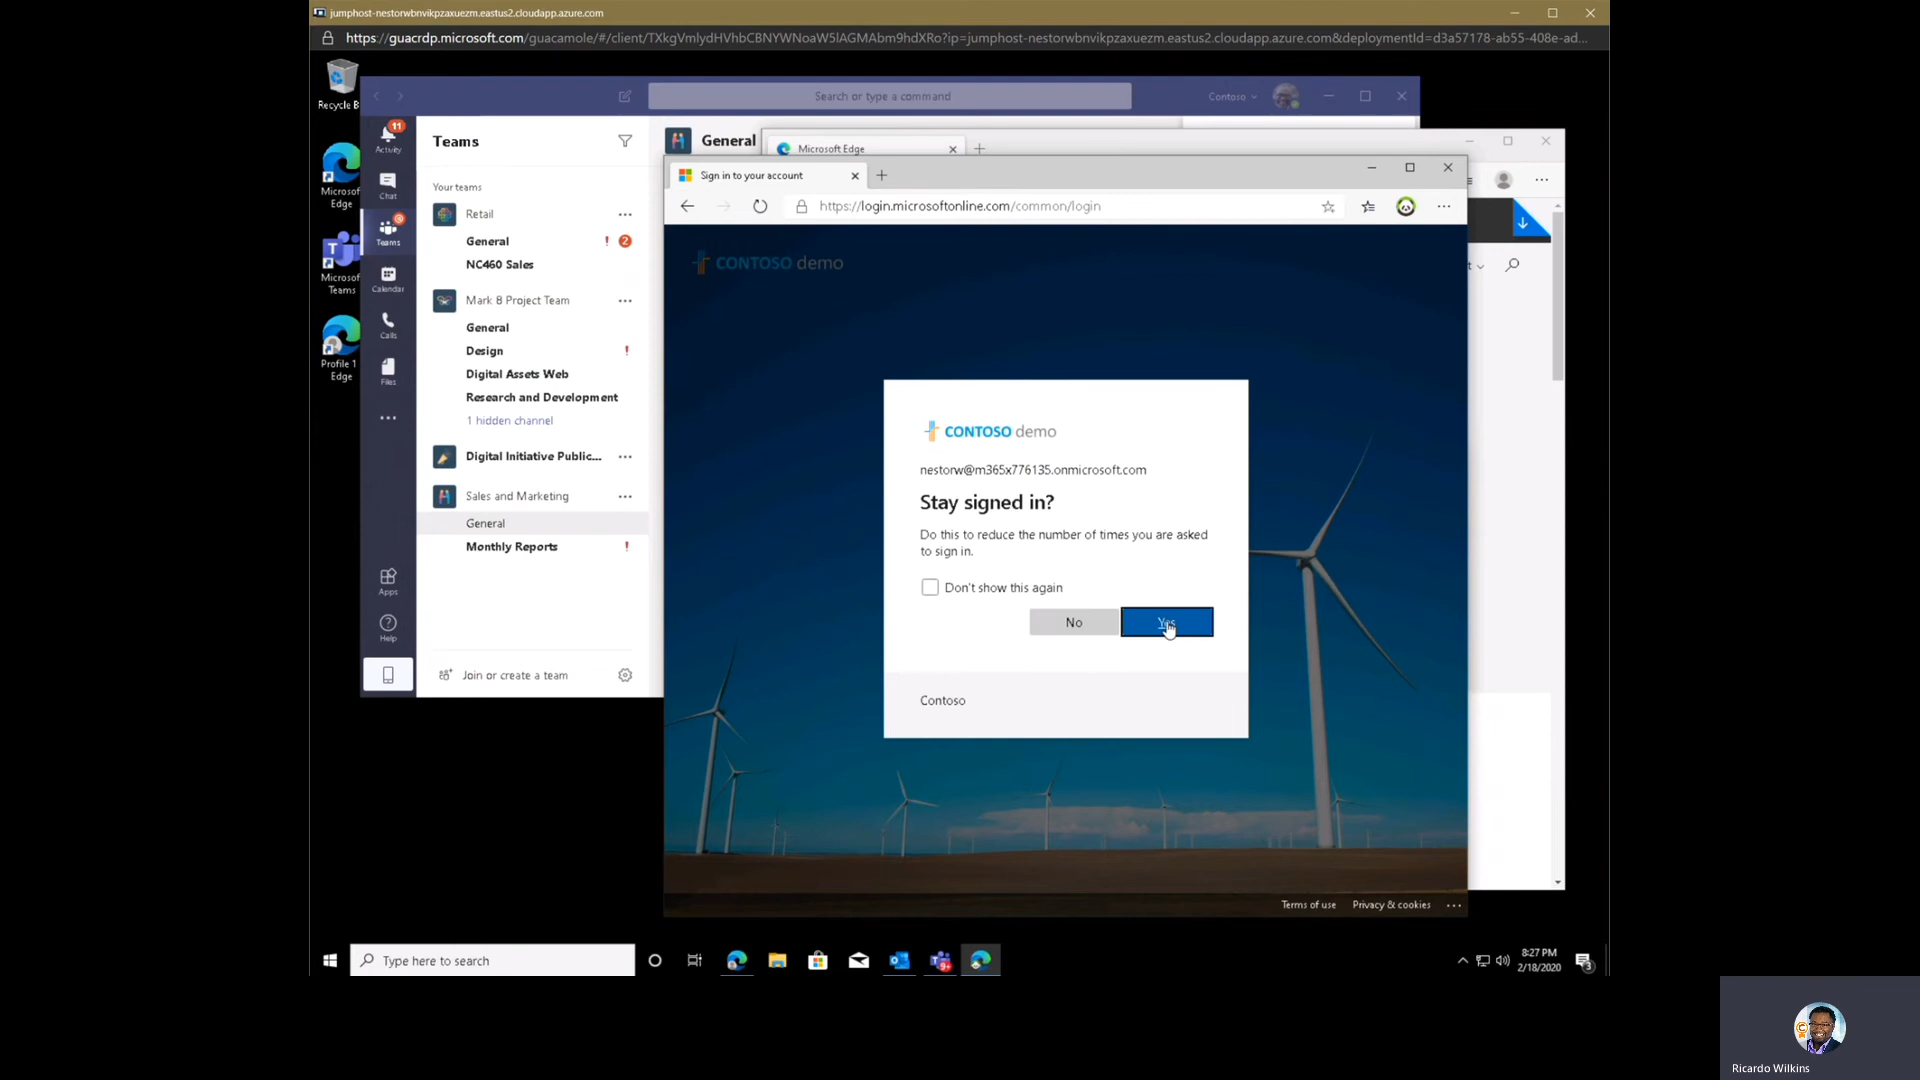 jumphost-nestorwbnvikpzaxuezm.eastus2.cloudapp.azure.com
https://guacrdp.microsoft.com/guacamole/#/client/TXkgVmlydHVhbCBNYWNoaW5lAGMAbm9hdXRo?ip=jumphost-nestorwbnvikpzaxuezm.eastus2.cloudapp.azure.com&deploymentId=d3a57178-ab55-408e-ad...
Recycle B
Microsoft Edge
Microsof Teams
Profile 1 Edge
Search or type a command
Contoso
11
Activity
Chat
Teams
Calendar
Calls
Files
Apps
Help
Teams
Your teams
Retail
General ! 2
NC460 Sales
Mark 8 Project Team
General
Design !
Digital Assets Web
Research and Development
1 hidden channel
Digital Initiative Public...
Sales and Marketing
General
Monthly Reports !
Join or create a team
General
Microsoft Edge
Sign in to your account
https://login.microsoftonline.com/common/login
CONTOSO demo
CONTOSO demo
nestorw@m365x776135.onmicrosoft.com
Stay signed in?
Do this to reduce the number of times you are asked
to sign in.
Don't show this again
No
Yes
Contoso
Terms of use Privacy & cookies ...
Type here to search
8:27 PM
2/18/2020
3
Ricardo Wilkins